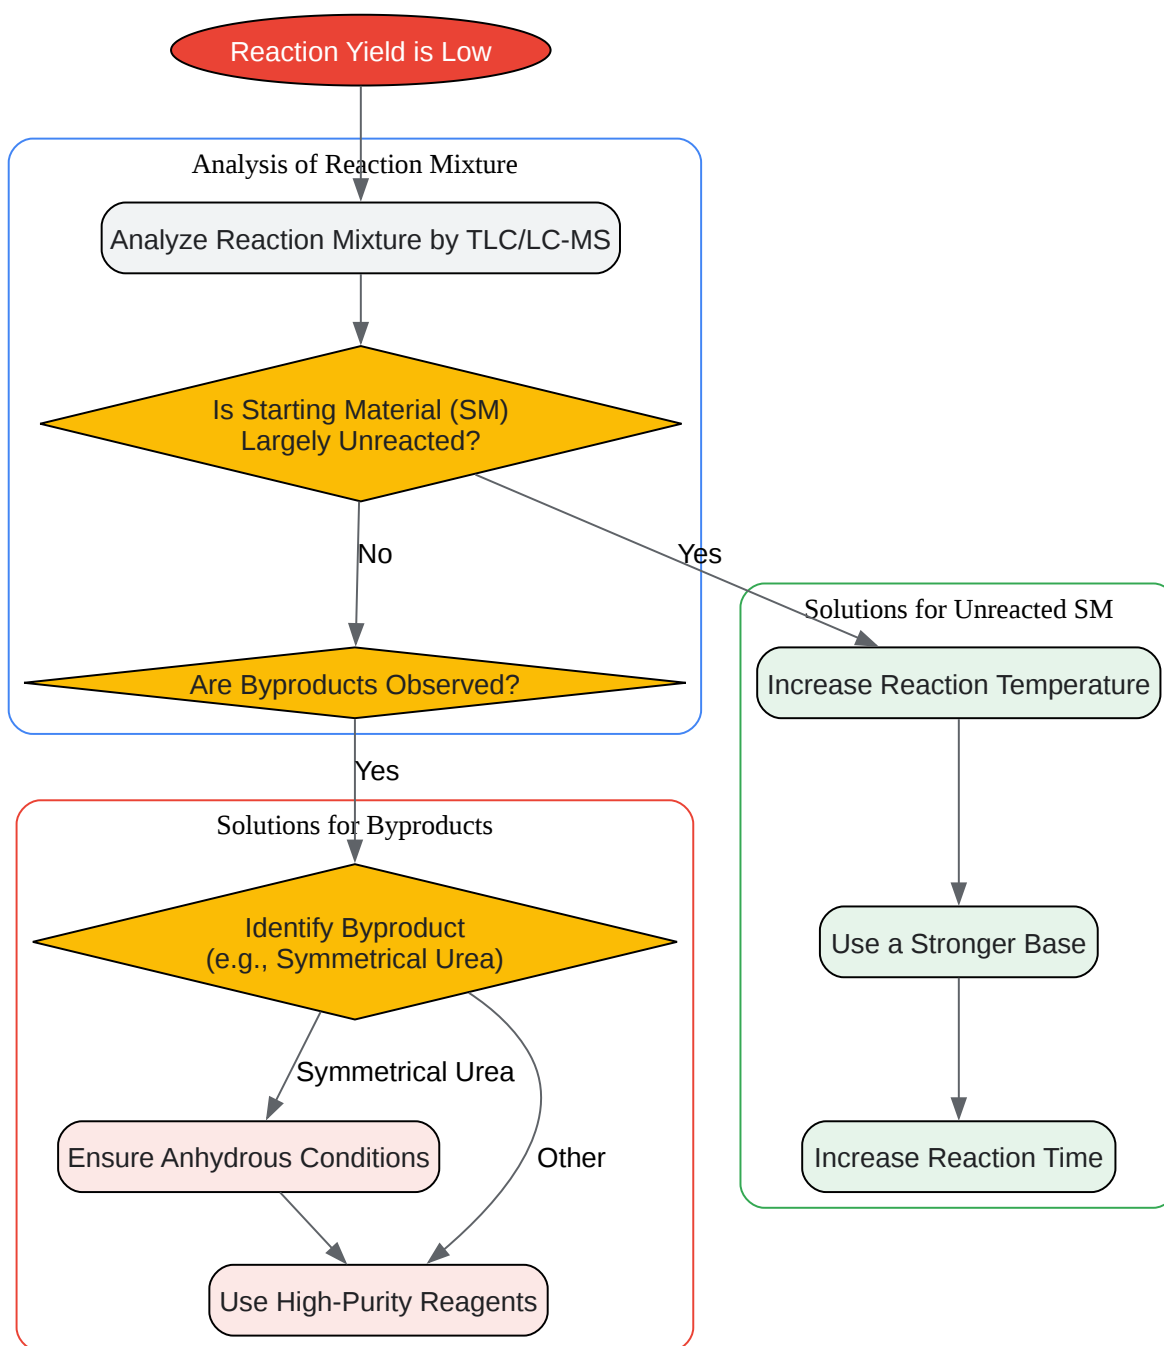 Reaction Yield is Low
Analysis of Reaction Mixture
Analyze Reaction Mixture by TLC/LC-MS
Is Starting Material (SM)
Largely Unreacted?
No
Yes
Solutions for Unreacted SM
Are Byproducts Observed?
Increase Reaction Temperature
Yes
Solutions for Byproducts
Identify Byproduct
(e.g., Symmetrical Urea)
Use a Stronger Base
Symmetrical Urea
Ensure Anhydrous Conditions
Other
Increase Reaction Time
Use High-Purity Reagents